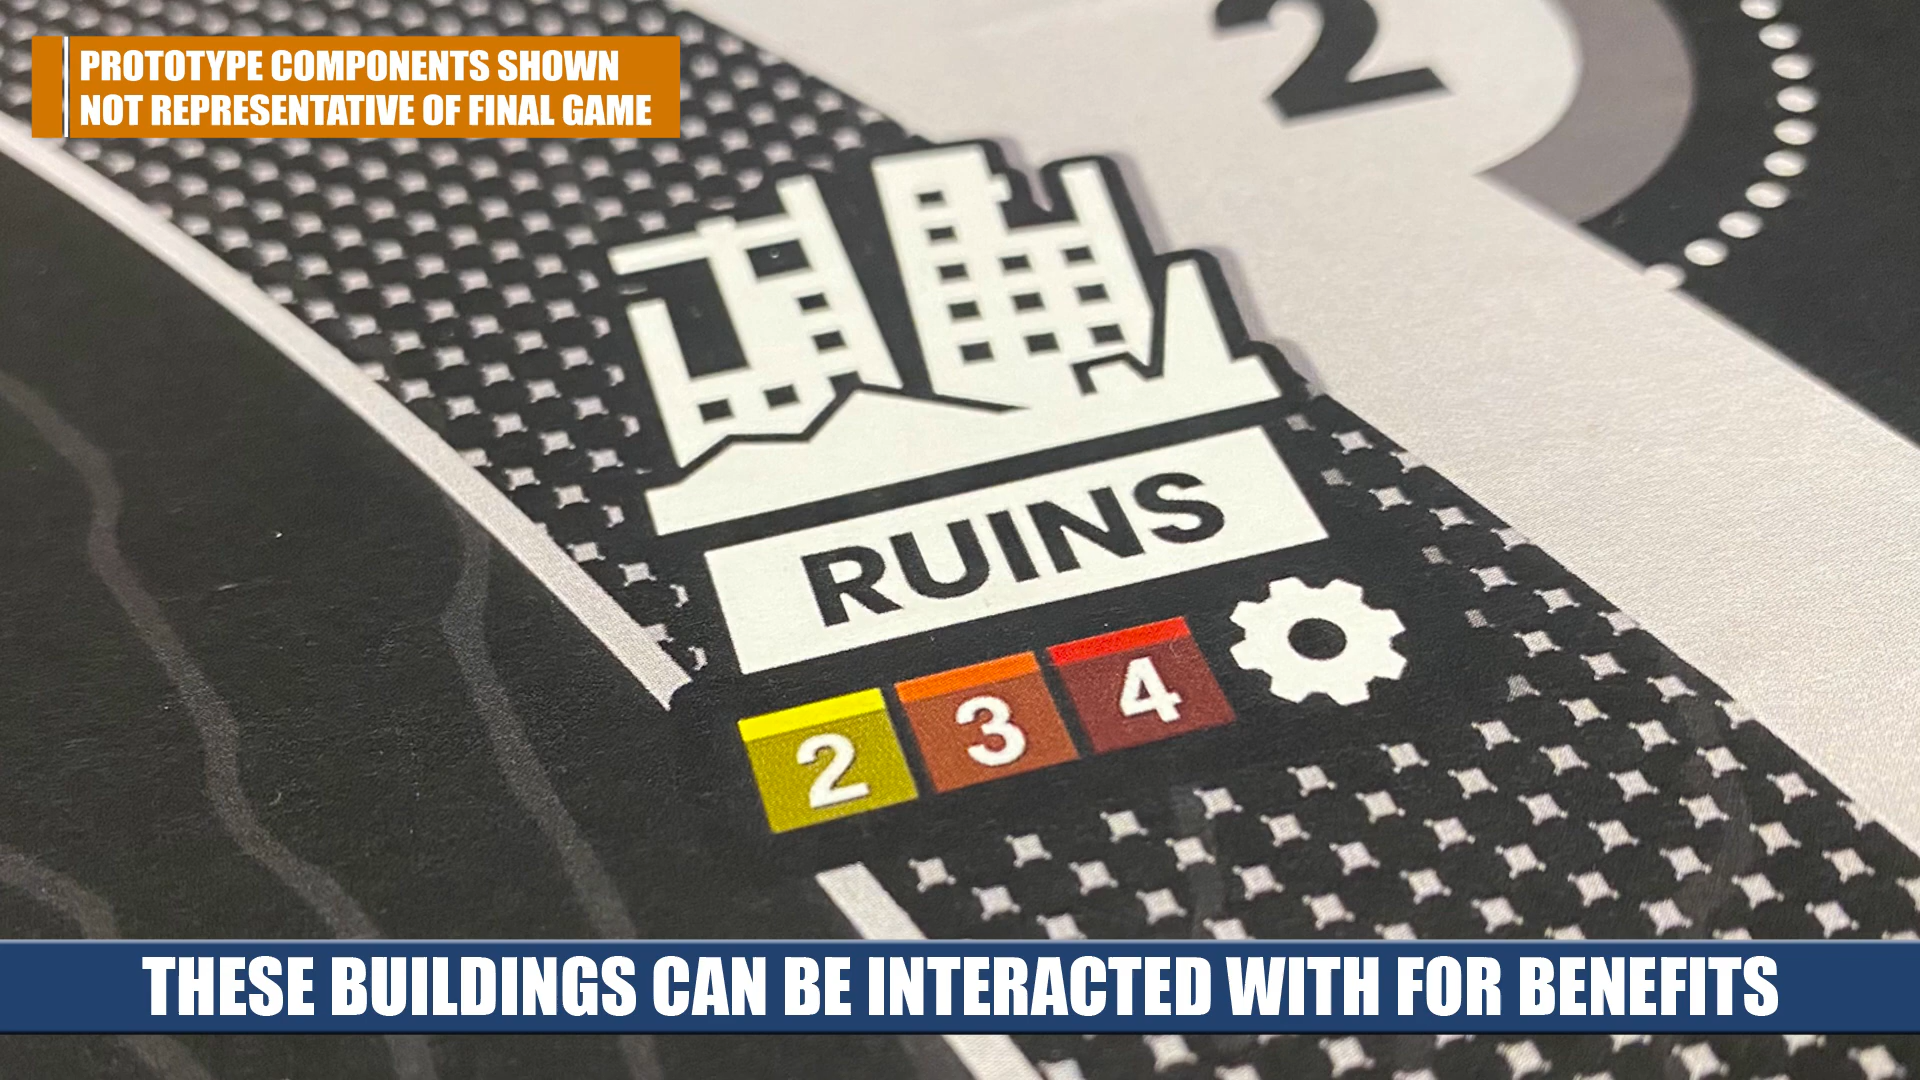 PROTOTYPE COMPONENTS SHOWN
NOT REPRESENTATIVE OF FINAL GAME
2
RUINS
2 3 4
THESE BUILDINGS CAN BE INTERACTED WITH FOR BENEFITS